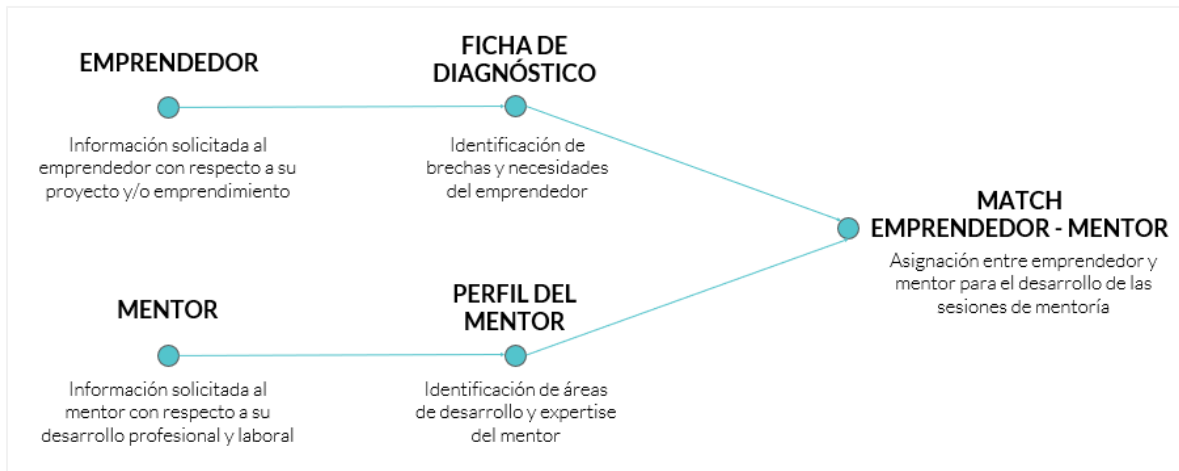 EMPRENDEDOR
Información solicitada al
emprendedor con respecto a su
proyecto y/o emprendimiento
FICHA DE
DIAGNÓSTICO
Identificación de
brechas y necesidades
del emprendedor
MENTOR
Información solicitada al
mentor con respecto a su
desarrollo profesional y laboral
PERFIL DEL
MENTOR
Identificación de áreas
de desarrollo y expertise
del mentor
MATCH
EMPRENDEDOR - MENTOR
Asignación entre emprendedor y
mentor para el desarrollo de las
sesiones de mentoría